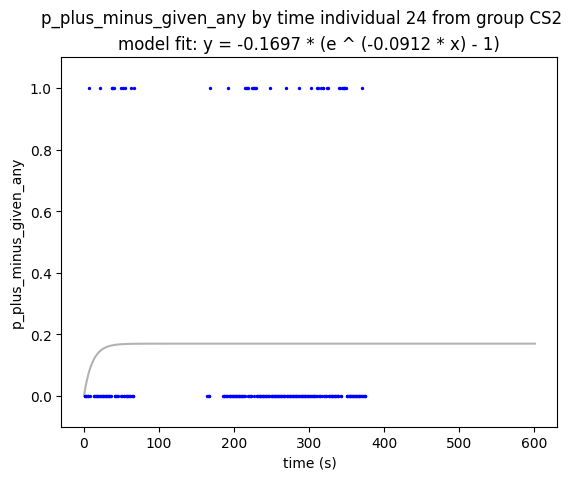 p_plus_minus_given_any by time individual 24 from group CS2
model fit: y = -0.1697 * (e ^ (-0.0912 * x) - 1)
p_plus_minus_given_any
1.0
0.8
0.6
0.4
0.2
0.0
0 100 200 300 400 500 600
time (s)